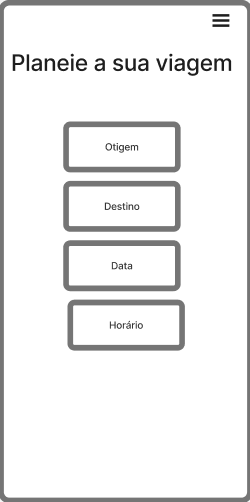 Planeie a sua viagem
Otigem
Destino
Data
Horário